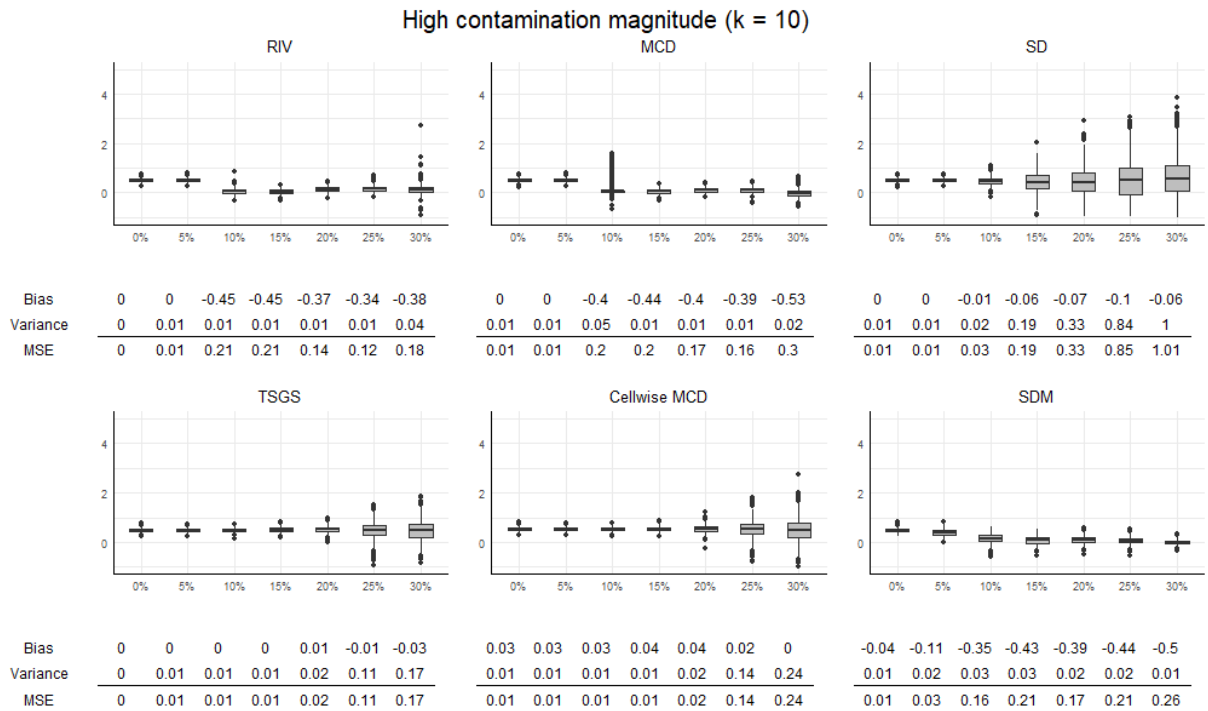 High contamination magnitude (k = 10)
RIV MCD SD
4 4 4
2 2 2
0 0 0
0% 5% 10% 15% 20% 25% 30% 0% 5% 10% 15% 20% 25% 30% 0% 5% 10% 15% 20% 25% 30%
Bias 0 0 -0.45 -0.45 -0.37 -0.34 -0.38 0 0 -0.4 -0.44 -0.4 -0.39 -0.53 0 0 -0.01 -0.06 -0.07 -0.1 -0.06
Variance 0 0.01 0.01 0.01 0.01 0.01 0.04 0.01 0.01 0.05 0.01 0.01 0.01 0.02 0.01 0.01 0.02 0.19 0.33 0.84 1
MSE 0 0.01 0.21 0.21 0.14 0.12 0.18 0.01 0.01 0.2 0.2 0.17 0.16 0.3 0.01 0.01 0.03 0.19 0.33 0.85 1.01
TSGS Cellwise MCD SDM
4 4 4
2 2 2
0 0 0
0% 5% 10% 15% 20% 25% 30% 0% 5% 10% 15% 20% 25% 30% 0% 5% 10% 15% 20% 25% 30%
Bias 0 0 0 0 0.01 -0.01 -0.03 0.03 0.03 0.03 0.04 0.04 0.02 0 -0.04 -0.11 -0.35 -0.43 -0.39 -0.44 -0.5
Variance 0 0.01 0.01 0.01 0.02 0.11 0.17 0.01 0.01 0.01 0.01 0.02 0.14 0.24 0.01 0.02 0.03 0.03 0.02 0.02 0.01
MSE 0 0.01 0.01 0.01 0.02 0.11 0.17 0.01 0.01 0.01 0.01 0.02 0.14 0.24 0.01 0.03 0.16 0.21 0.17 0.21 0.26